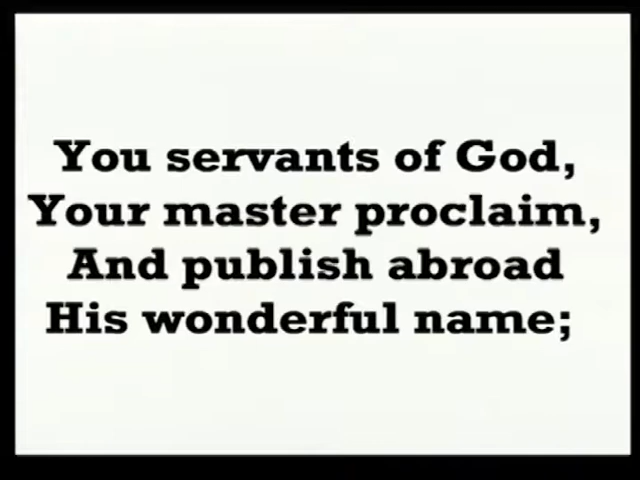 You servants of God,
Your master proclaim,
And publish abroad
His wonderful name;